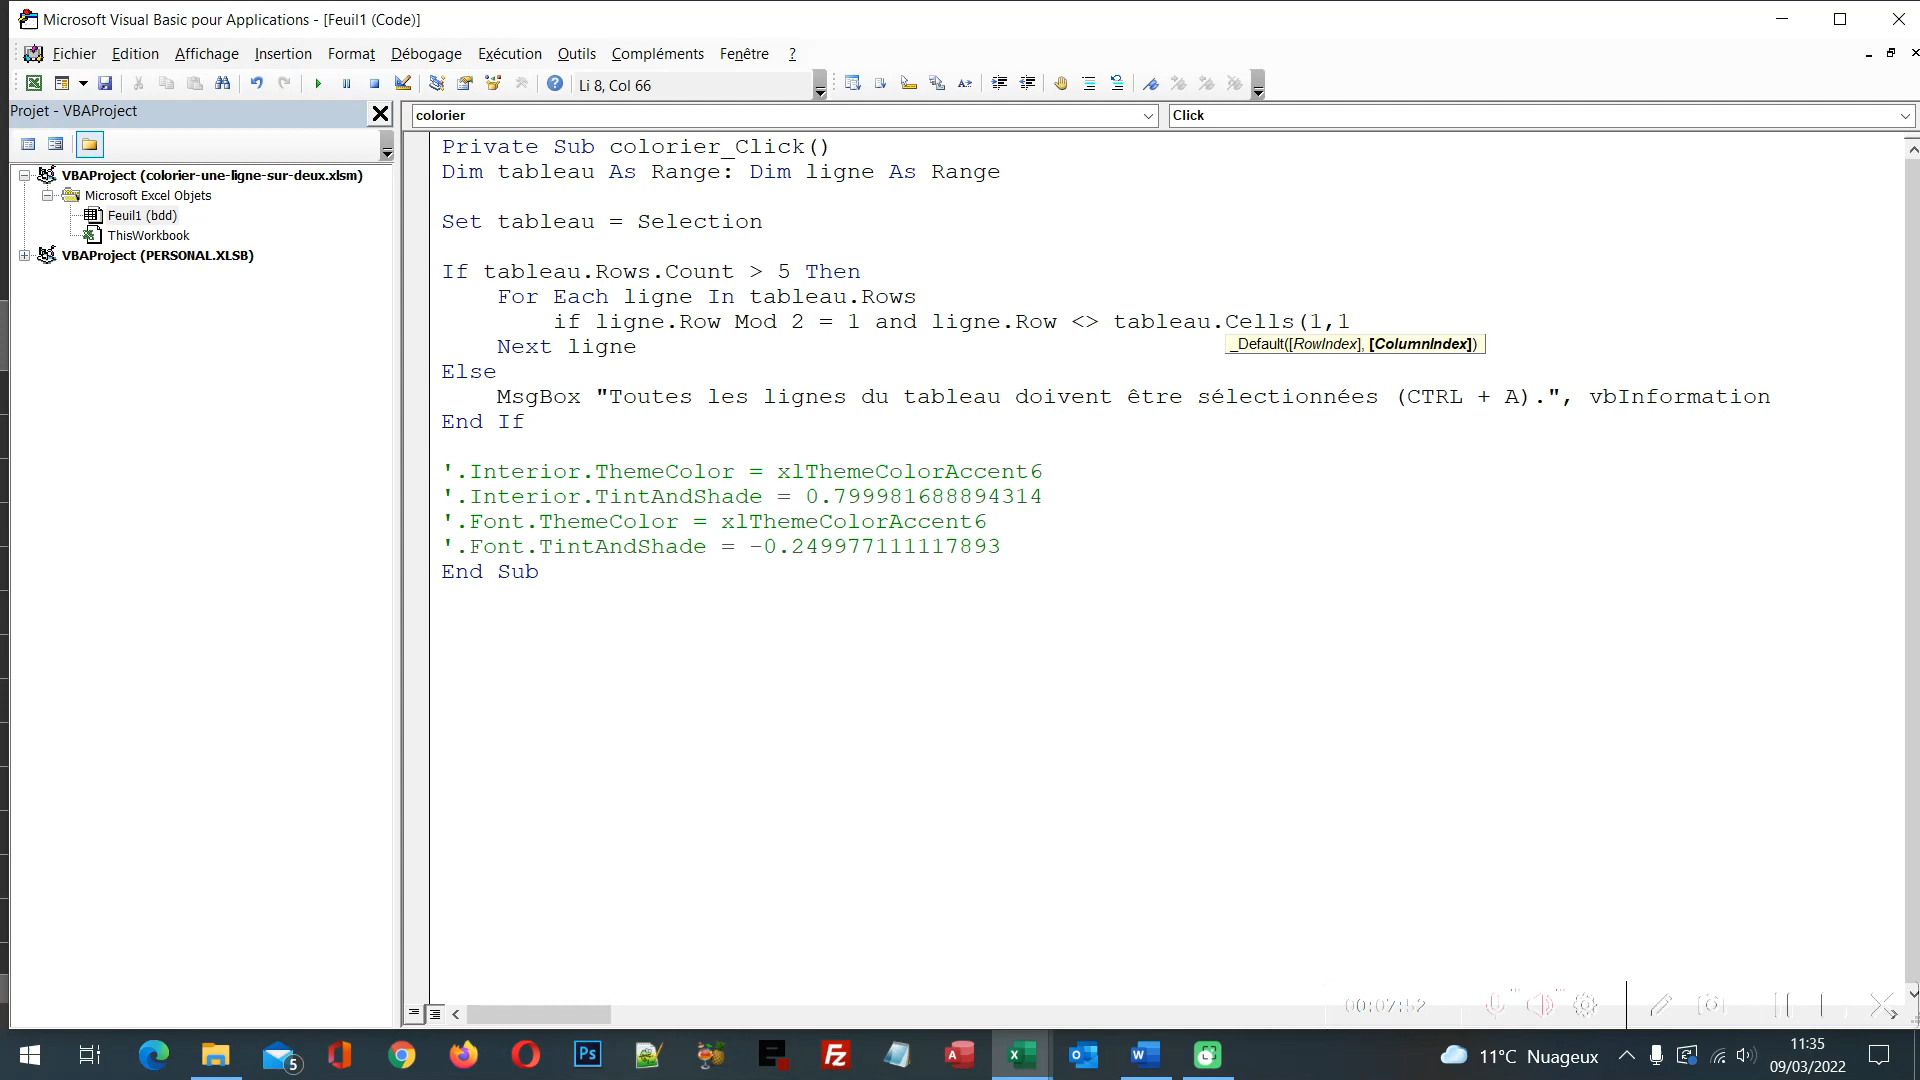 Microsoft Visual Basic pour Applications - [Feuil1 (Code)]
Fichier Edition Affichage Insertion Format Débogage Exécution Outils Compléments Fenêtre ?
Li 8, Col 66
Projet - VBAProject
colorier
Click
VBAProject (colorier-une-ligne-sur-deux.xlsm)
Microsoft Excel Objets
Feuil1 (bdd)
ThisWorkbook
VBAProject (PERSONAL.XLSB)
Private Sub colorier_Click()
Dim tableau As Range: Dim ligne As Range
Set tableau = Selection
If tableau.Rows.Count > 5 Then
For Each ligne In tableau.Rows
if ligne.Row Mod 2 = 1 and ligne.Row <> tableau.Cells(1,1
_Default([RowIndex], [ColumnIndex])
Next ligne
Else
MsgBox "Toutes les lignes du tableau doivent être sélectionnées (CTRL + A).", vbInformation
End If
'.Interior.ThemeColor = xlThemeColorAccent6
'.Interior.TintAndShade = 0.799981688894314
'.Font.ThemeColor = xlThemeColorAccent6
'.Font.TintAndShade = -0.249977111117893
End Sub
00:07:52
5
Ps
Fz
11°C Nuageux
11:35
09/03/2022